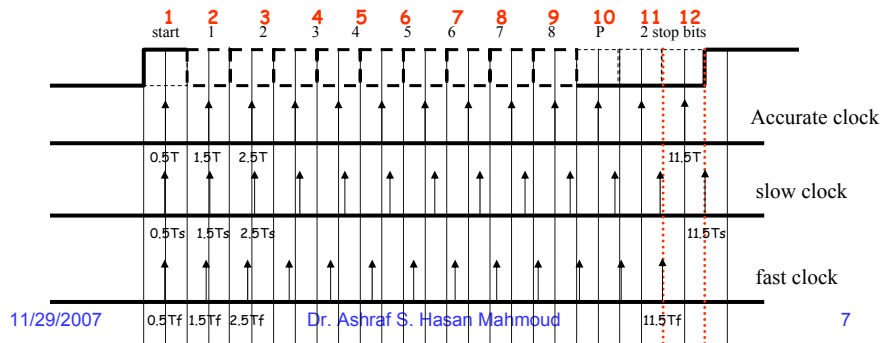 1 2 3 4 5 6 7 8 9 10 11 12
start 1 2 3 4 5 6 7 8 P 2 stop bits
Accurate clock
0.5T 1.5T 2.5T 11.5T
slow clock
0.5Ts 1.5Ts 2.5Ts 11.5Ts
fast clock
0.5Tf 1.5Tf 2.5Tf 11.5Tf
11/29/2007 Dr. Ashraf S. Hasan Mahmoud 7